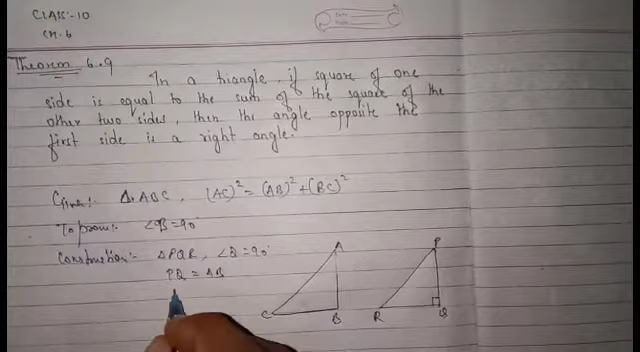 CLASS:-10
CH.6
Theorem 6.9
In a triangle, if square of one
side is equal to the sum of the square of the
other two sides, then the angle opposite the
first side is a right angle.
Given:- Δ ABC, (AC)² = (AB)² + (BC)²
To prove:- ∠B=90°
Construction:- ΔPQR, ∠Q=90°
PQ = AB
A
P
C
B
R
Q